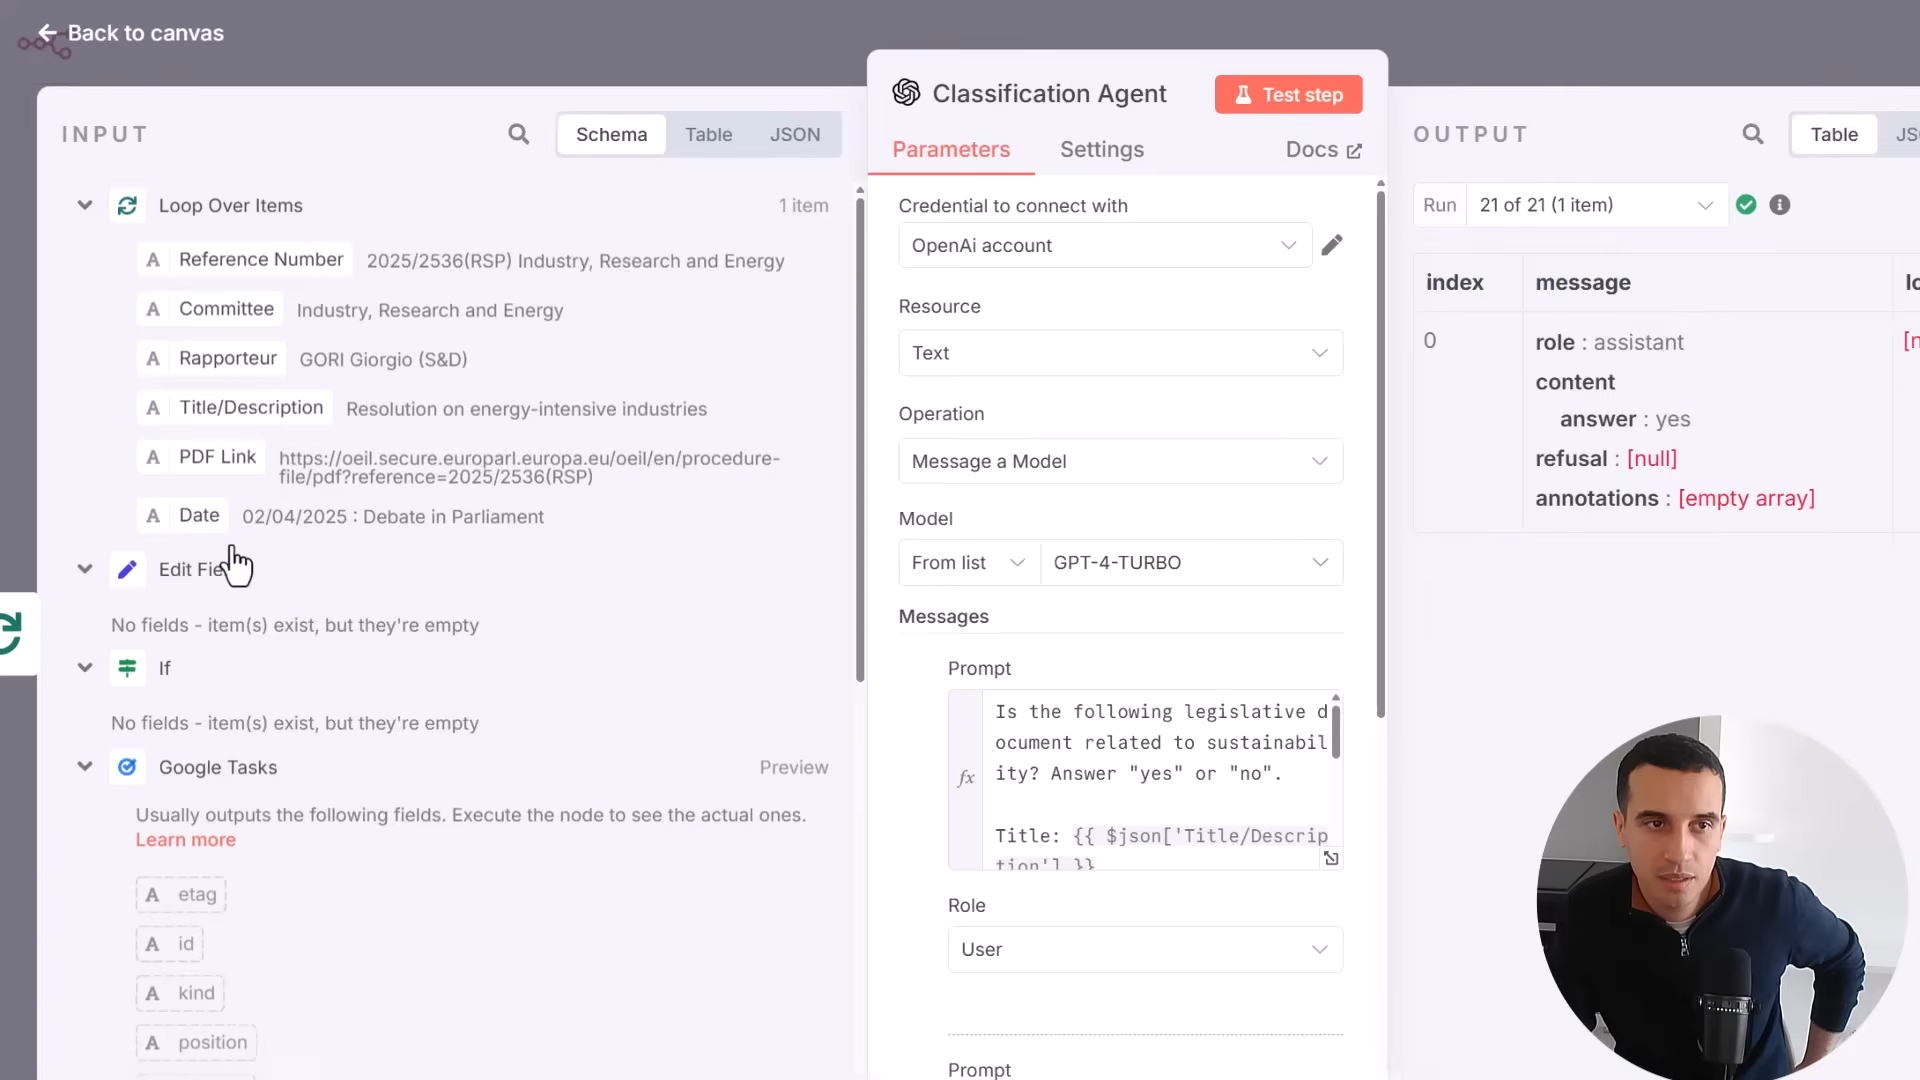 Back to canvas
INPUT
Schema
Table
JSON
Loop Over Items
1 item
A Reference Number 2025/2536(RSP) Industry, Research and Energy
A Committee Industry, Research and Energy
A Rapporteur GORI Giorgio (S&D)
A Title/Description Resolution on energy-intensive industries
A PDF Link https://oeil.secure.europarl.europa.eu/oeil/en/procedure-
file/pdf?reference=2025/2536(RSP)
A Date 02/04/2025 : Debate in Parliament
Edit Fie
No fields - item(s) exist, but they're empty
If
No fields - item(s) exist, but they're empty
Google Tasks
Preview
Usually outputs the following fields. Execute the node to see the actual ones.
Learn more
A etag
A id
A kind
A position
Classification Agent
Test step
Parameters
Settings
Docs
Credential to connect with
OpenAi account
Resource
Text
Operation
Message a Model
Model
From list
GPT-4-TURBO
Messages
Prompt
fx
Is the following legislative d
ocument related to sustainabil
ity? Answer "yes" or "no".
Title: {{ $json['Title/Descrip
tion'] }}
Role
User
Prompt
OUTPUT
Table
JS
Run
21 of 21 (1 item)
index
message
0
role : assistant
content
answer : yes
refusal : [null]
annotations : [empty array]